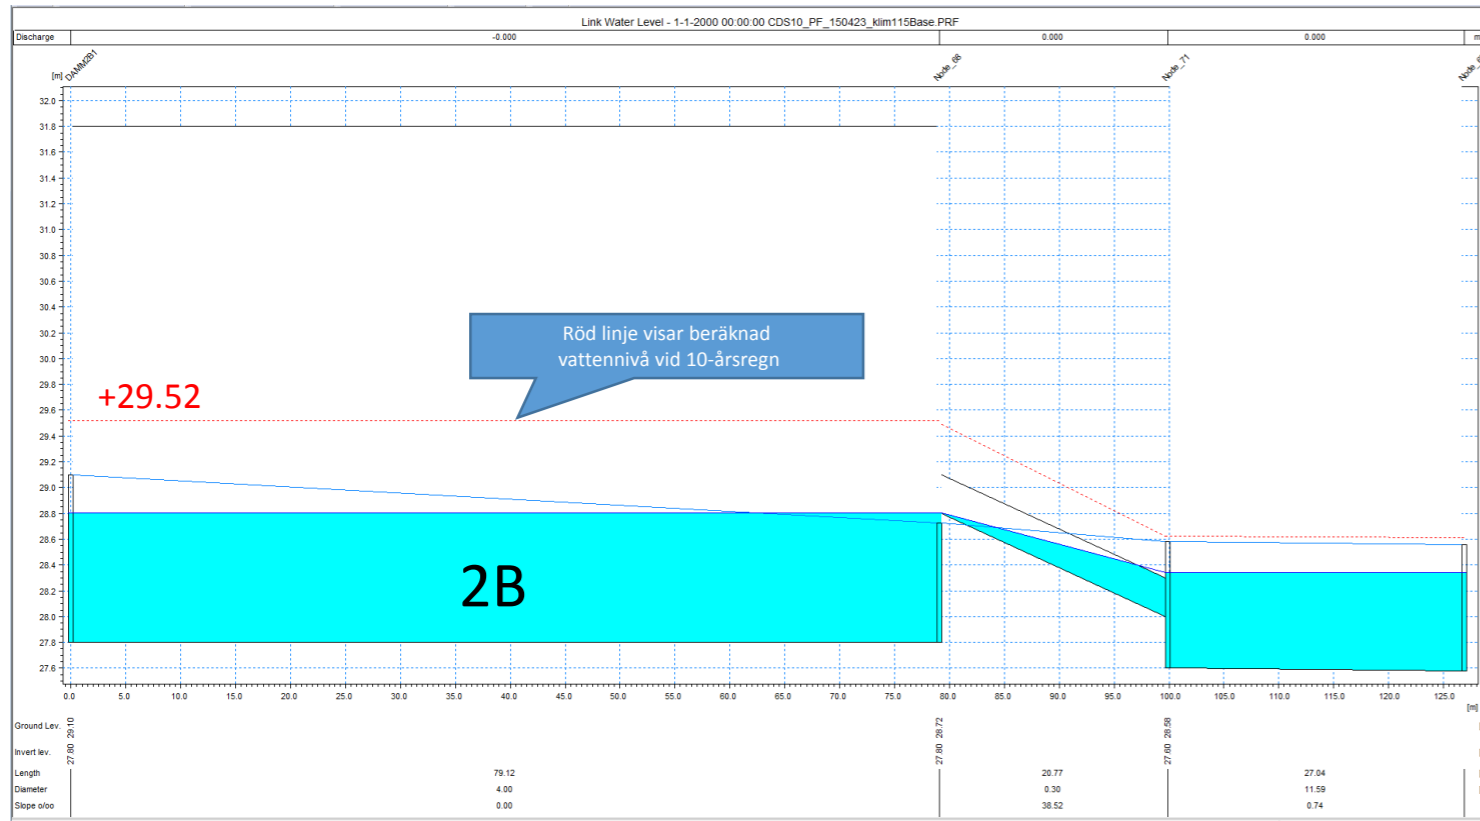 Link Water Level - 1-1-2000 00:00:00 CDS10_PF_150423_klim115Base.PRF
Discharge -0.000 0.000 0.000
[m] DAMM2B1 Node_68 Node_71
32.0
31.8
31.6
31.4
31.2
31.0
30.8
30.6
30.4
30.2
30.0
29.8
29.6
29.4
29.2
29.0
28.8
28.6
28.4
28.2
28.0
27.8
27.6
Röd linje visar beräknad
vattennivå vid 10-årsregn
+29.52
2B
0.0 5.0 10.0 15.0 20.0 25.0 30.0 35.0 40.0 45.0 50.0 55.0 60.0 65.0 70.0 75.0 80.0 85.0 90.0 95.0 100.0 105.0 110.0 115.0 120.0 125.0
[m]
Ground Lev. 29.10 28.72 28.58
Invert lev. 27.80 27.80 27.60
Length 79.12 20.77 27.04
Diameter 4.00 0.30 11.59
Slope o/oo 0.00 38.52 0.74